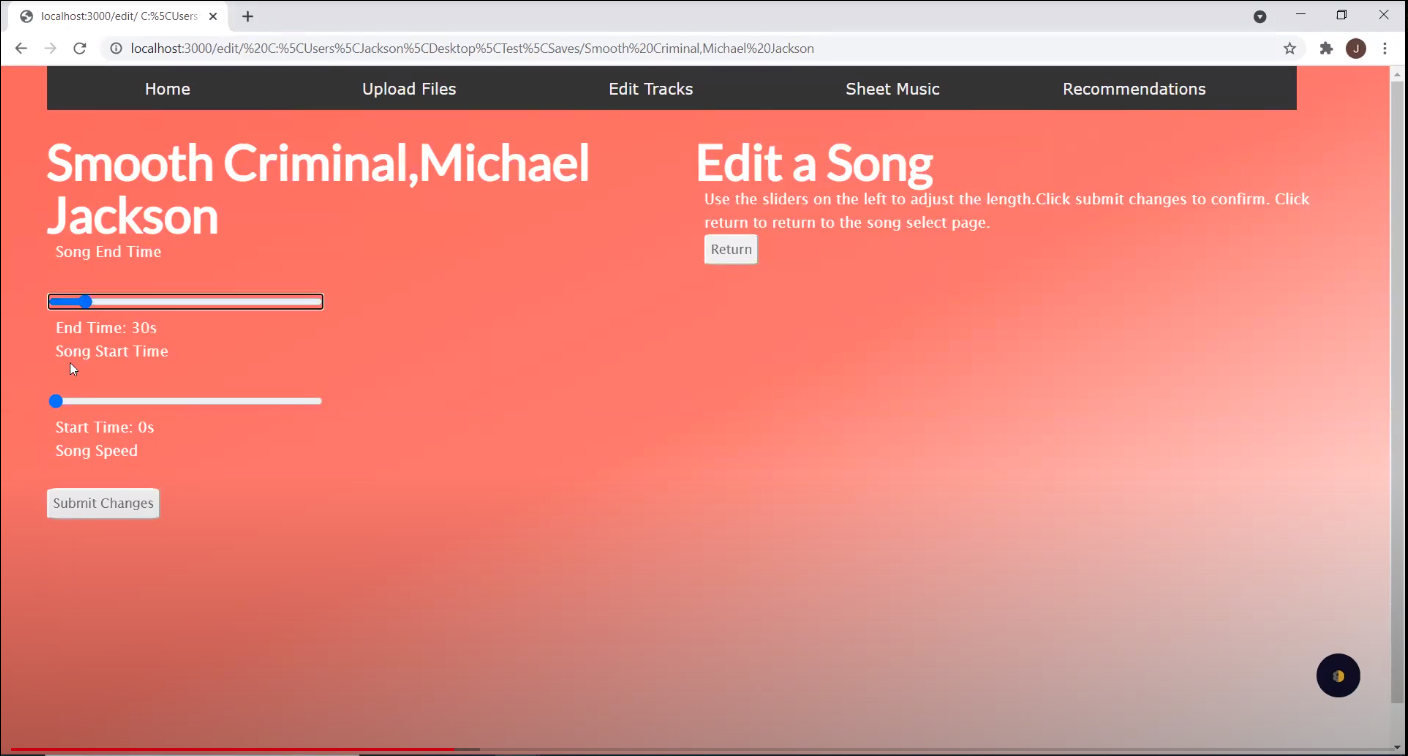 localhost:3000/edit/ C:%5CUsers
localhost:3000/edit/%20C:%5CUsers%5CJackson%5CDesktop%5CTest%5CSaves/Smooth%20Criminal,Michael%20Jackson
J
Home Upload Files Edit Tracks Sheet Music Recommendations
Smooth Criminal,Michael
Jackson
Song End Time
End Time: 30s
Song Start Time
Start Time: 0s
Song Speed
Submit Changes
Edit a Song
Use the sliders on the left to adjust the length.Click submit changes to confirm. Click
return to return to the song select page.
Return